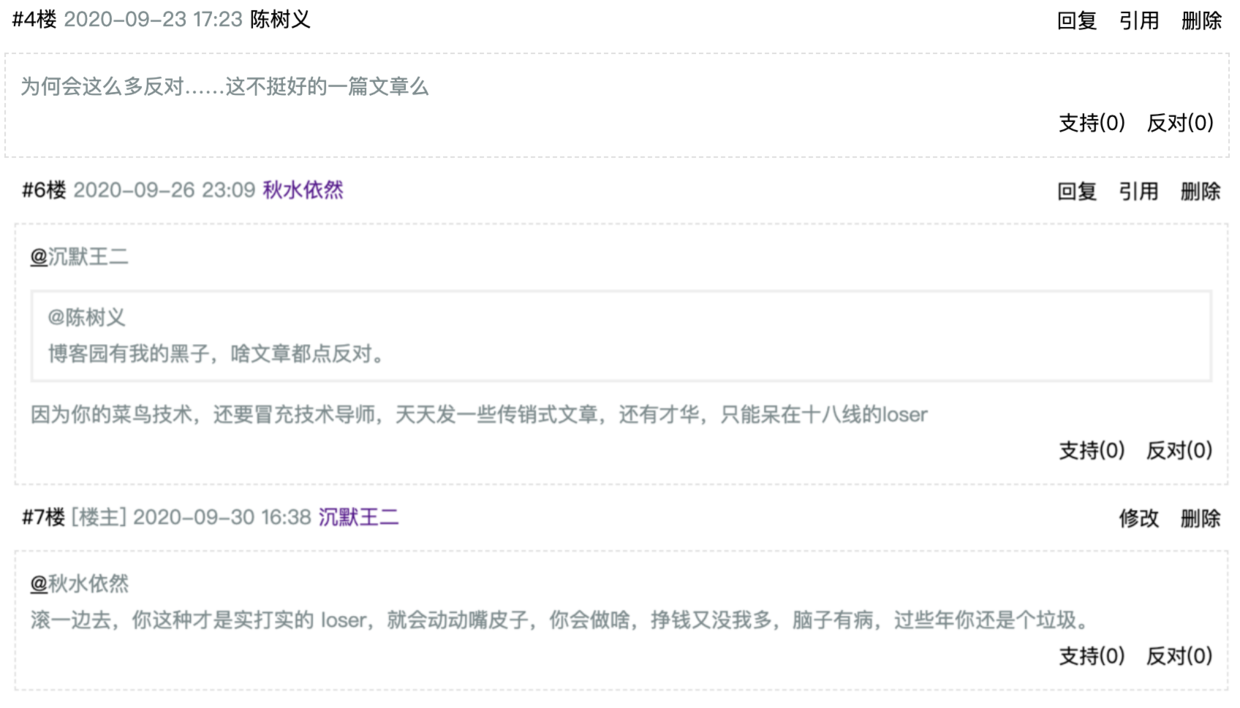 #4楼 2020-09-23 17:23 陈树义 回复 引用 删除
为何会这么多反对……这不挺好的一篇文章么
支持(0) 反对(0)
#6楼 2020-09-26 23:09 秋水依然 回复 引用 删除
@沉默王二
@陈树义
博客园有我的黑子，啥文章都点反对。
因为你的菜鸟技术，还要冒充技术导师，天天发一些传销式文章，还有才华，只能呆在十八线的loser
支持(0) 反对(0)
#7楼 [楼主] 2020-09-30 16:38 沉默王二 修改 删除
@秋水依然
滚一边去，你这种才是实打实的 loser，就会动动嘴皮子，你会做啥，挣钱又没我多，脑子有病，过些年你还是个垃圾。
支持(0) 反对(0)